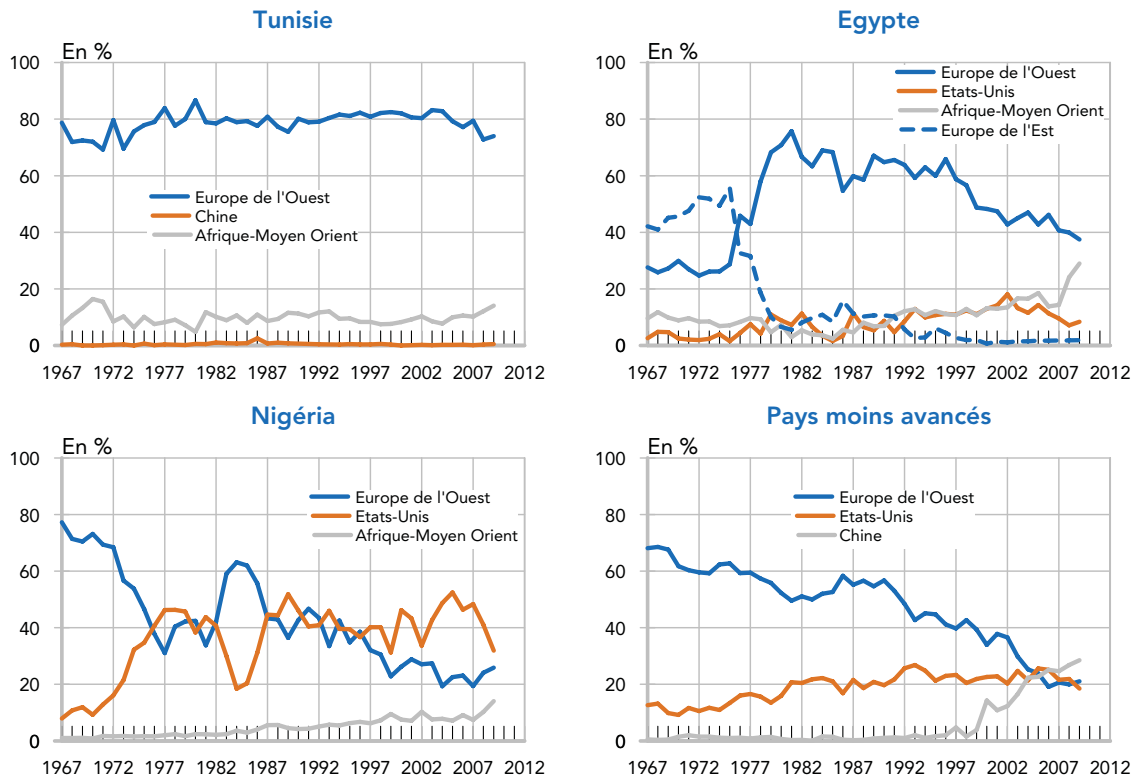 Tunisie
En %
100
80
60
40
20
0
Europe de l'Ouest
Chine
Afrique-Moyen Orient
1967 1972 1977 1982 1987 1992 1997 2002 2007 2012
Egypte
En %
100
80
60
40
20
0
Europe de l'Ouest
Etats-Unis
Afrique-Moyen Orient
Europe de l'Est
1967 1972 1977 1982 1987 1992 1997 2002 2007 2012
Nigéria
En %
100
80
60
40
20
0
Europe de l'Ouest
Etats-Unis
Afrique-Moyen Orient
1967 1972 1977 1982 1987 1992 1997 2002 2007 2012
Pays moins avancés
En %
100
80
60
40
20
0
Europe de l'Ouest
Etats-Unis
Chine
1967 1972 1977 1982 1987 1992 1997 2002 2007 2012